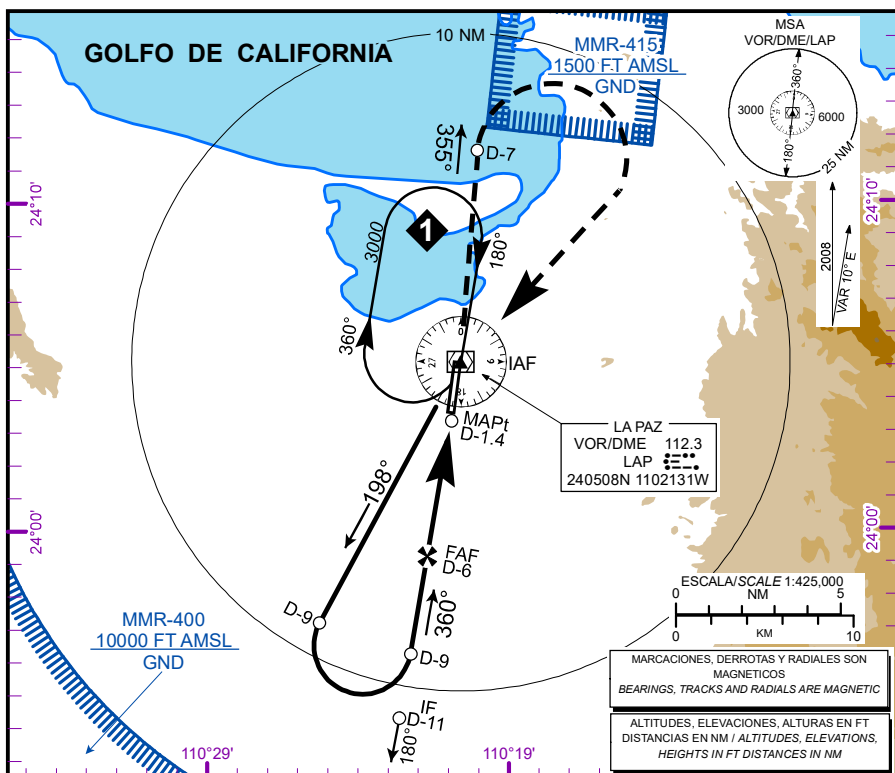 GOLFO DE CALIFORNIA
10 NM
MMR-415
1500 FT AMSL
GND
MSA
VOR/DME/LAP
360°
3000
6000
180°
25 NM
355°
D-7
24°10'
24°10'
1
3000
180°
360°
2008
VAR 10° E
0
27
9
18
IAF
MAPt
D-1.4
LA PAZ
VOR/DME 112.3
LAP
240508N 1102131W
198°
FAF
D-6
24°00'
24°00'
360°
D-9
D-9
ESCALA/SCALE 1:425,000
NM
0 5
0 10
KM
MMR-400
10000 FT AMSL
GND
IF
D-11
180°
MARCACIONES, DERROTAS Y RADIALES SON
MAGNETICOS
BEARINGS, TRACKS AND RADIALS ARE MAGNETIC
ALTITUDES, ELEVACIONES, ALTURAS EN FT
DISTANCIAS EN NM / ALTITUDES, ELEVATIONS,
HEIGHTS IN FT DISTANCES IN NM
110°29'
110°19'